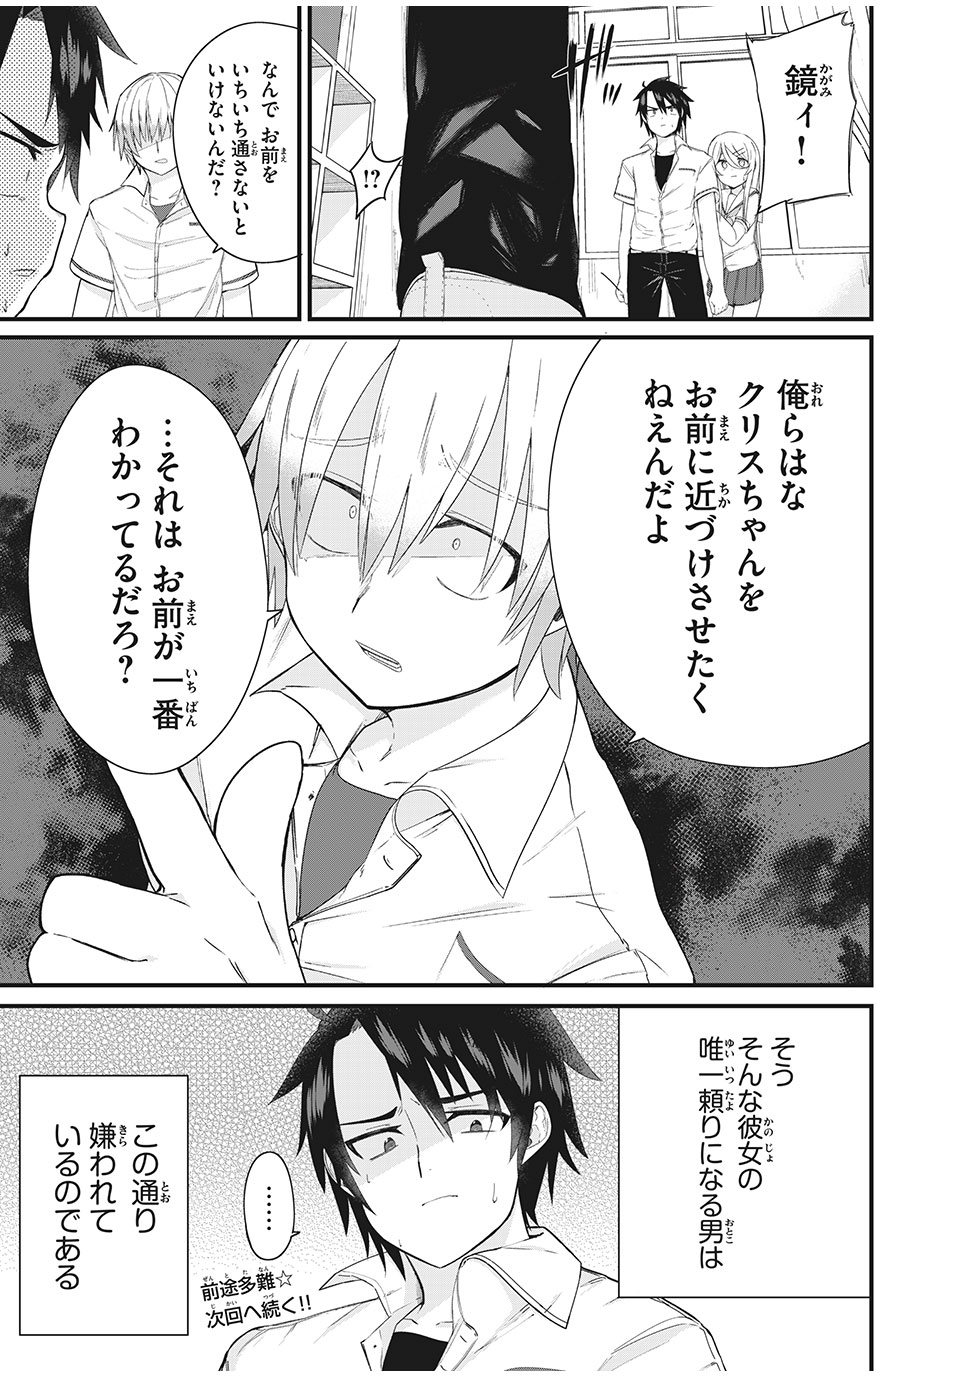 鏡ィ！
!?
なんでお前を
いちいち通さないと
いけないんだ？
俺らはな
クリスちゃんを
お前に近づけさせたく
ねえんだよ
…それはお前が一番
わかってるだろ？
そう
そんな彼女の
唯一頼りになる男は
……
この通り
嫌われて
いるのである
前途多難☆
次回へ続く!!